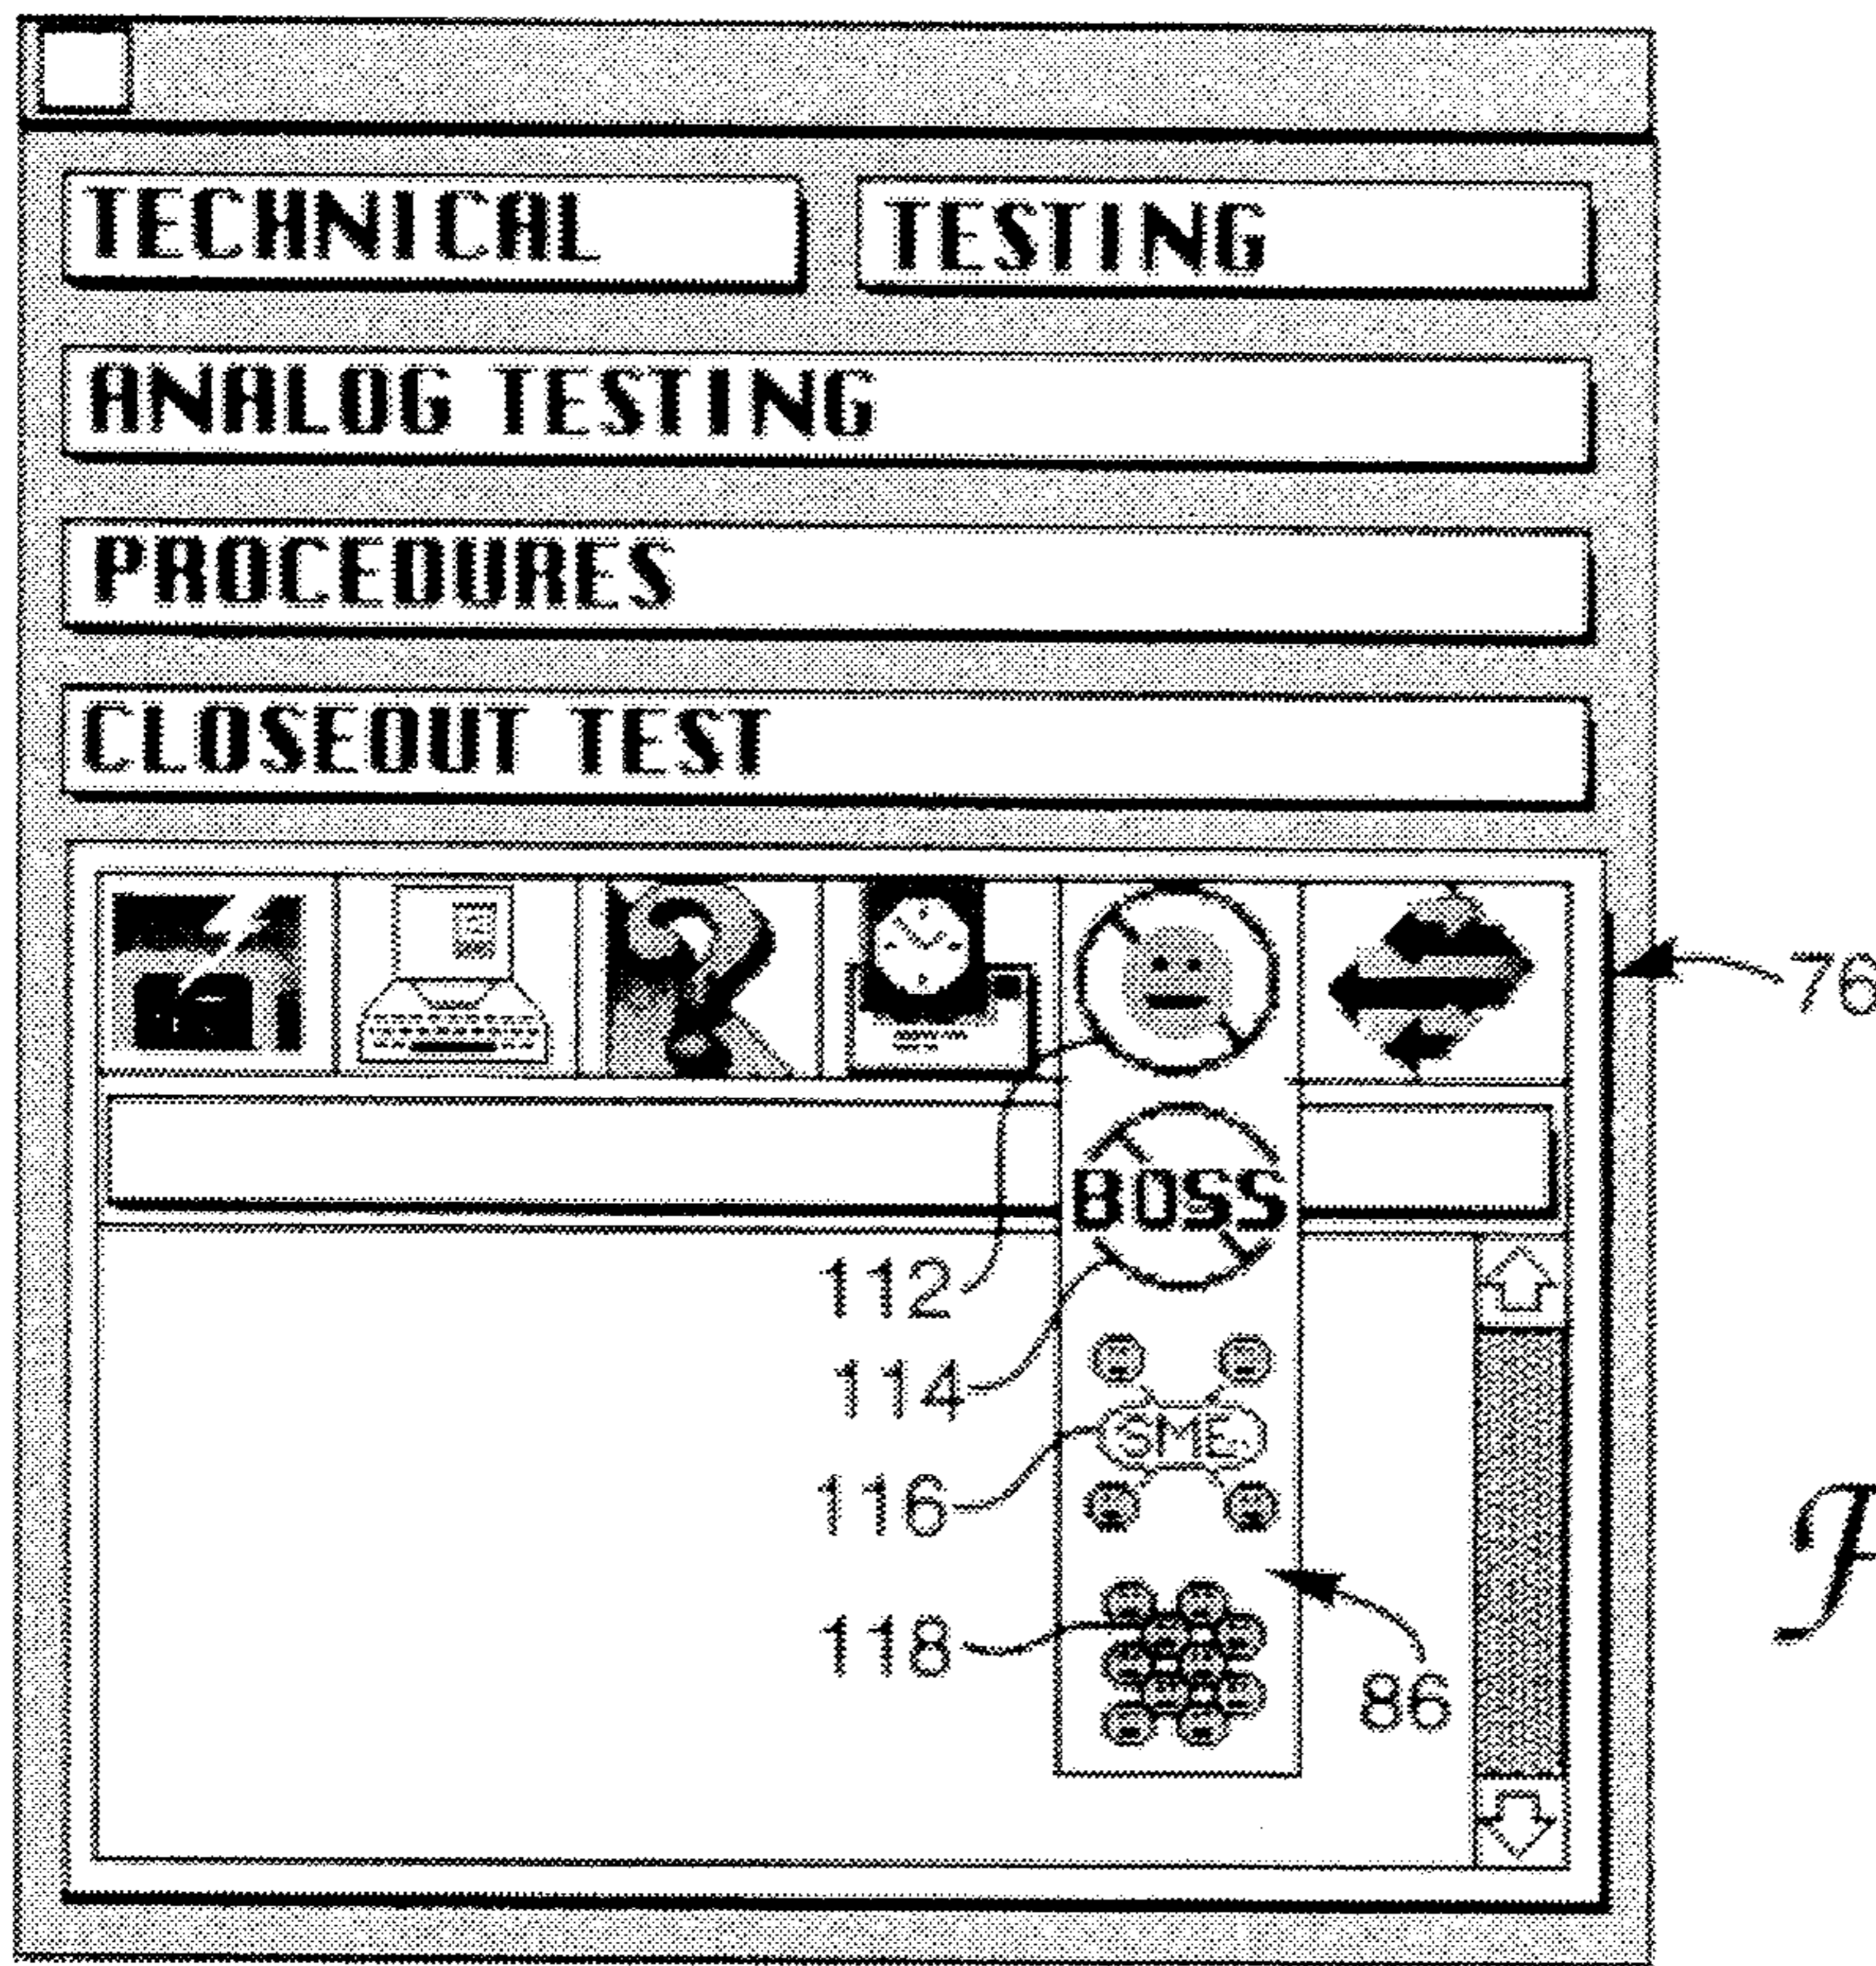 TECHNICAL
TESTING
ANALOG TESTING
PROCEDURES
CLOSEOUT TEST
76
BOSS
112
114
SME
116
118
86